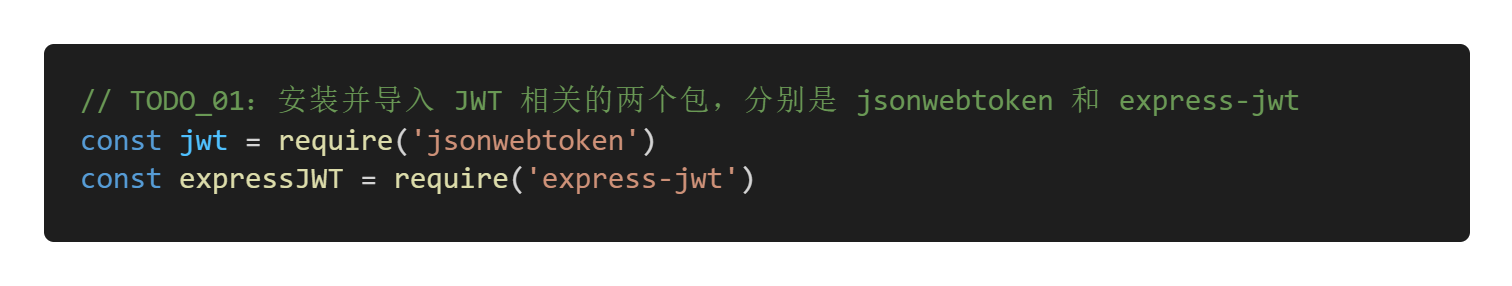 // TODO_01：安装并导入 JWT 相关的两个包，分别是 jsonwebtoken 和 express-jwt
const jwt = require('jsonwebtoken')
const expressJWT = require('express-jwt')